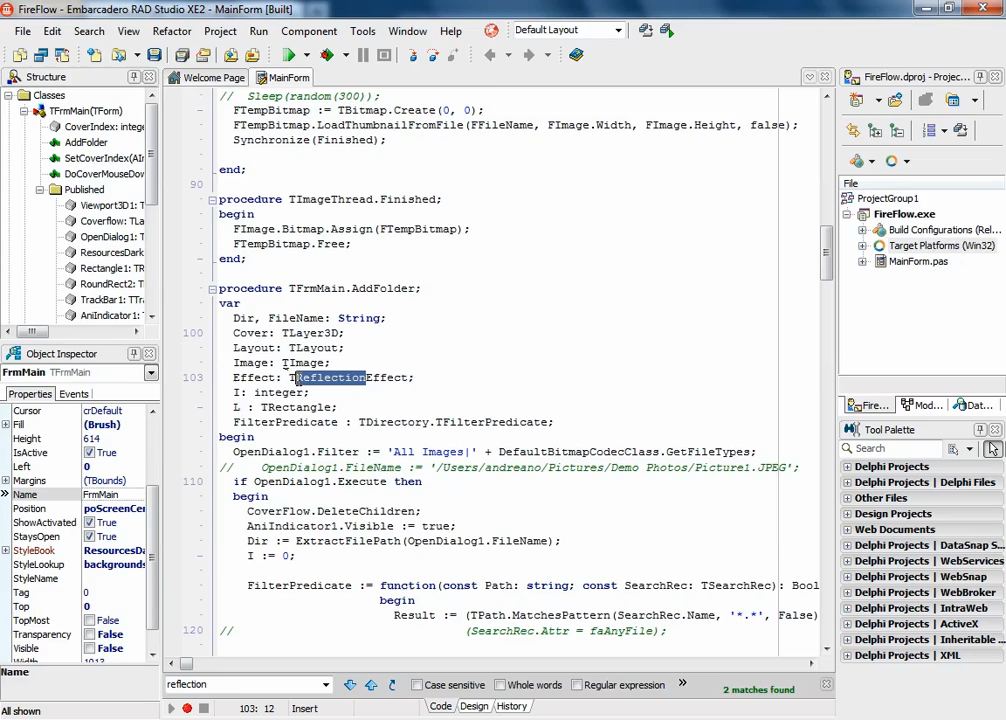 FireFlow - Embarcadero RAD Studio XE2 - MainForm [Built]
File Edit Search View Refactor Project Run Component Tools Window Help Default Layout
Structure
Classes
TFrmMain(TForm)
CoverIndex: intege
AddFolder
SetCoverIndex(AI
DoCoverMouseDow
Published
Viewport3D1: T
Coverflow: TLa
OpenDialog1: T
ResourcesDark
Rectangle1: TR
RoundRect2: T
TrackBar1: TTr
AniIndicator1: T
Object Inspector
FrmMain TFrmMain
Properties Events
Cursor crDefault
Fill (Brush)
Height 614
IsActive True
Left 0
Margins (TBounds)
Name FrmMain
Position poScreenCer
ShowActivated True
StaysOpen True
StyleBook ResourcesD
StyleLookup backgrounds
StyleName
Tag 0
Top 0
TopMost False
Transparency False
Visible False
Width 1013
Name
All shown
Welcome Page MainForm
// Sleep(random(300));
FTempBitmap := TBitmap.Create(0, 0);
FTempBitmap.LoadThumbnailFromFile(FFileName, FImage.Width, FImage.Height, false);
Synchronize(Finished);
end;
90
procedure TImageThread.Finished;
begin
FImage.Bitmap.Assign(FTempBitmap);
FTempBitmap.Free;
end;
procedure TFrmMain.AddFolder;
var
Dir, FileName: String;
100 Cover: TLayer3D;
Layout: TLayout;
Image: TImage;
103 Effect: TReflectionEffect;
I: integer;
L : TRectangle;
FilterPredicate : TDirectory.TFilterPredicate;
begin
OpenDialog1.Filter := 'All Images|' + DefaultBitmapCodecClass.GetFileTypes;
// OpenDialog1.FileName := '/Users/andreano/Pictures/Demo Photos/Picture1.JPEG';
110 if OpenDialog1.Execute then
begin
CoverFlow.DeleteChildren;
AniIndicator1.Visible := true;
Dir := ExtractFilePath(OpenDialog1.FileName);
I := 0;
FilterPredicate := function(const Path: string; const SearchRec: TSearchRec): Bool
begin
Result := (TPath.MatchesPattern(SearchRec.Name, '*.*', False)
120 // (SearchRec.Attr = faAnyFile);
reflection Case sensitive Whole words Regular expression » 2 matches found
103: 12 Insert Code Design History
FireFlow.dproj - Projec...
File
ProjectGroup1
FireFlow.exe
Build Configurations (Rel...
Target Platforms (Win32)
MainForm.pas
Fire... Mod... Dat...
Tool Palette
Search
Delphi Projects
Delphi Projects | Delphi Files
Other Files
Design Projects
Web Documents
Delphi Projects | DataSnap S...
Delphi Projects | WebServices
Delphi Projects | WebSnap
Delphi Projects | WebBroker
Delphi Projects | IntraWeb
Delphi Projects | ActiveX
Delphi Projects | Inheritable ...
Delphi Projects | XML